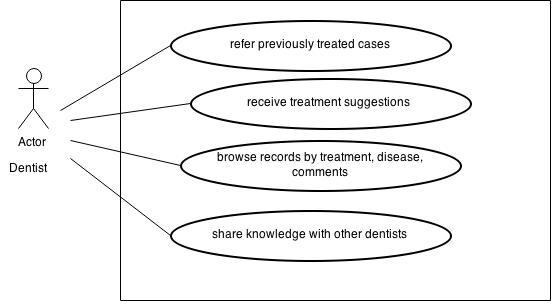 refer previously treated cases
receive treatment suggestions
Actor
Dentist
browse records by treatment, disease,
comments
share knowledge with other dentists